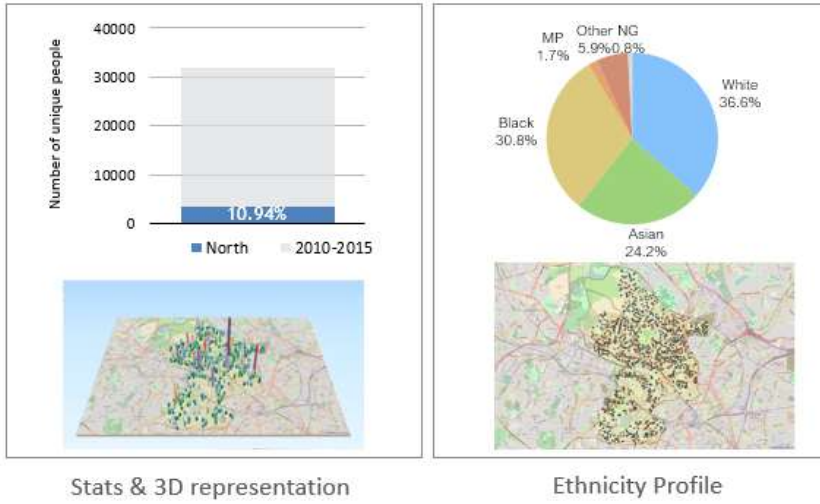 40000
30000
20000
10000
0
Number of unique people
10.94%
North 2010-2015
Stats & 3D representation
Other NG
MP 5.9% 0.8%
1.7%
White
36.6%
Black
30.8%
Asian
24.2%
Ethnicity Profile